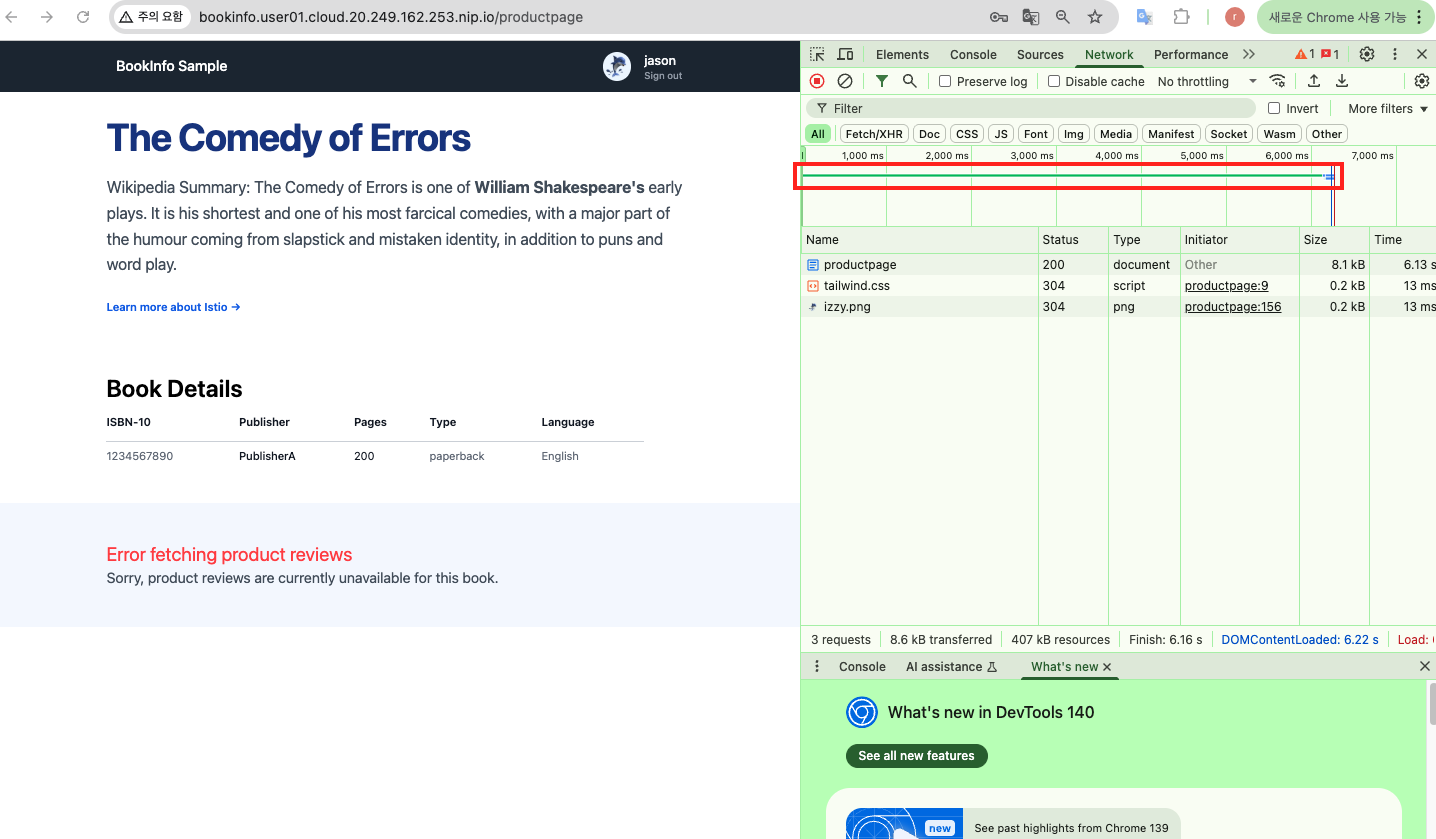 주의 요함
bookinfo.user01.cloud.20.249.162.253.nip.io/productpage
r
새로운 Chrome 사용 가능
BookInfo Sample
jason
Sign out
The Comedy of Errors
Wikipedia Summary: The Comedy of Errors is one of William Shakespeare's early
plays. It is his shortest and one of his most farcical comedies, with a major part of
the humour coming from slapstick and mistaken identity, in addition to puns and
word play.
Learn more about Istio →
Book Details
ISBN-10 Publisher Pages Type Language
1234567890 PublisherA 200 paperback English
Error fetching product reviews
Sorry, product reviews are currently unavailable for this book.
Elements Console Sources Network Performance 1 1
Preserve log Disable cache No throttling
Filter Invert More filters
All Fetch/XHR Doc CSS JS Font Img Media Manifest Socket Wasm Other
1,000 ms 2,000 ms 3,000 ms 4,000 ms 5,000 ms 6,000 ms 7,000 ms
Name Status Type Initiator Size Time
productpage 200 document Other 8.1 kB 6.13 s
tailwind.css 304 script productpage:9 0.2 kB 13 ms
izzy.png 304 png productpage:156 0.2 kB 13 ms
3 requests 8.6 kB transferred 407 kB resources Finish: 6.16 s DOMContentLoaded: 6.22 s Load:
Console AI assistance What's new
What's new in DevTools 140
See all new features
new
See past highlights from Chrome 139